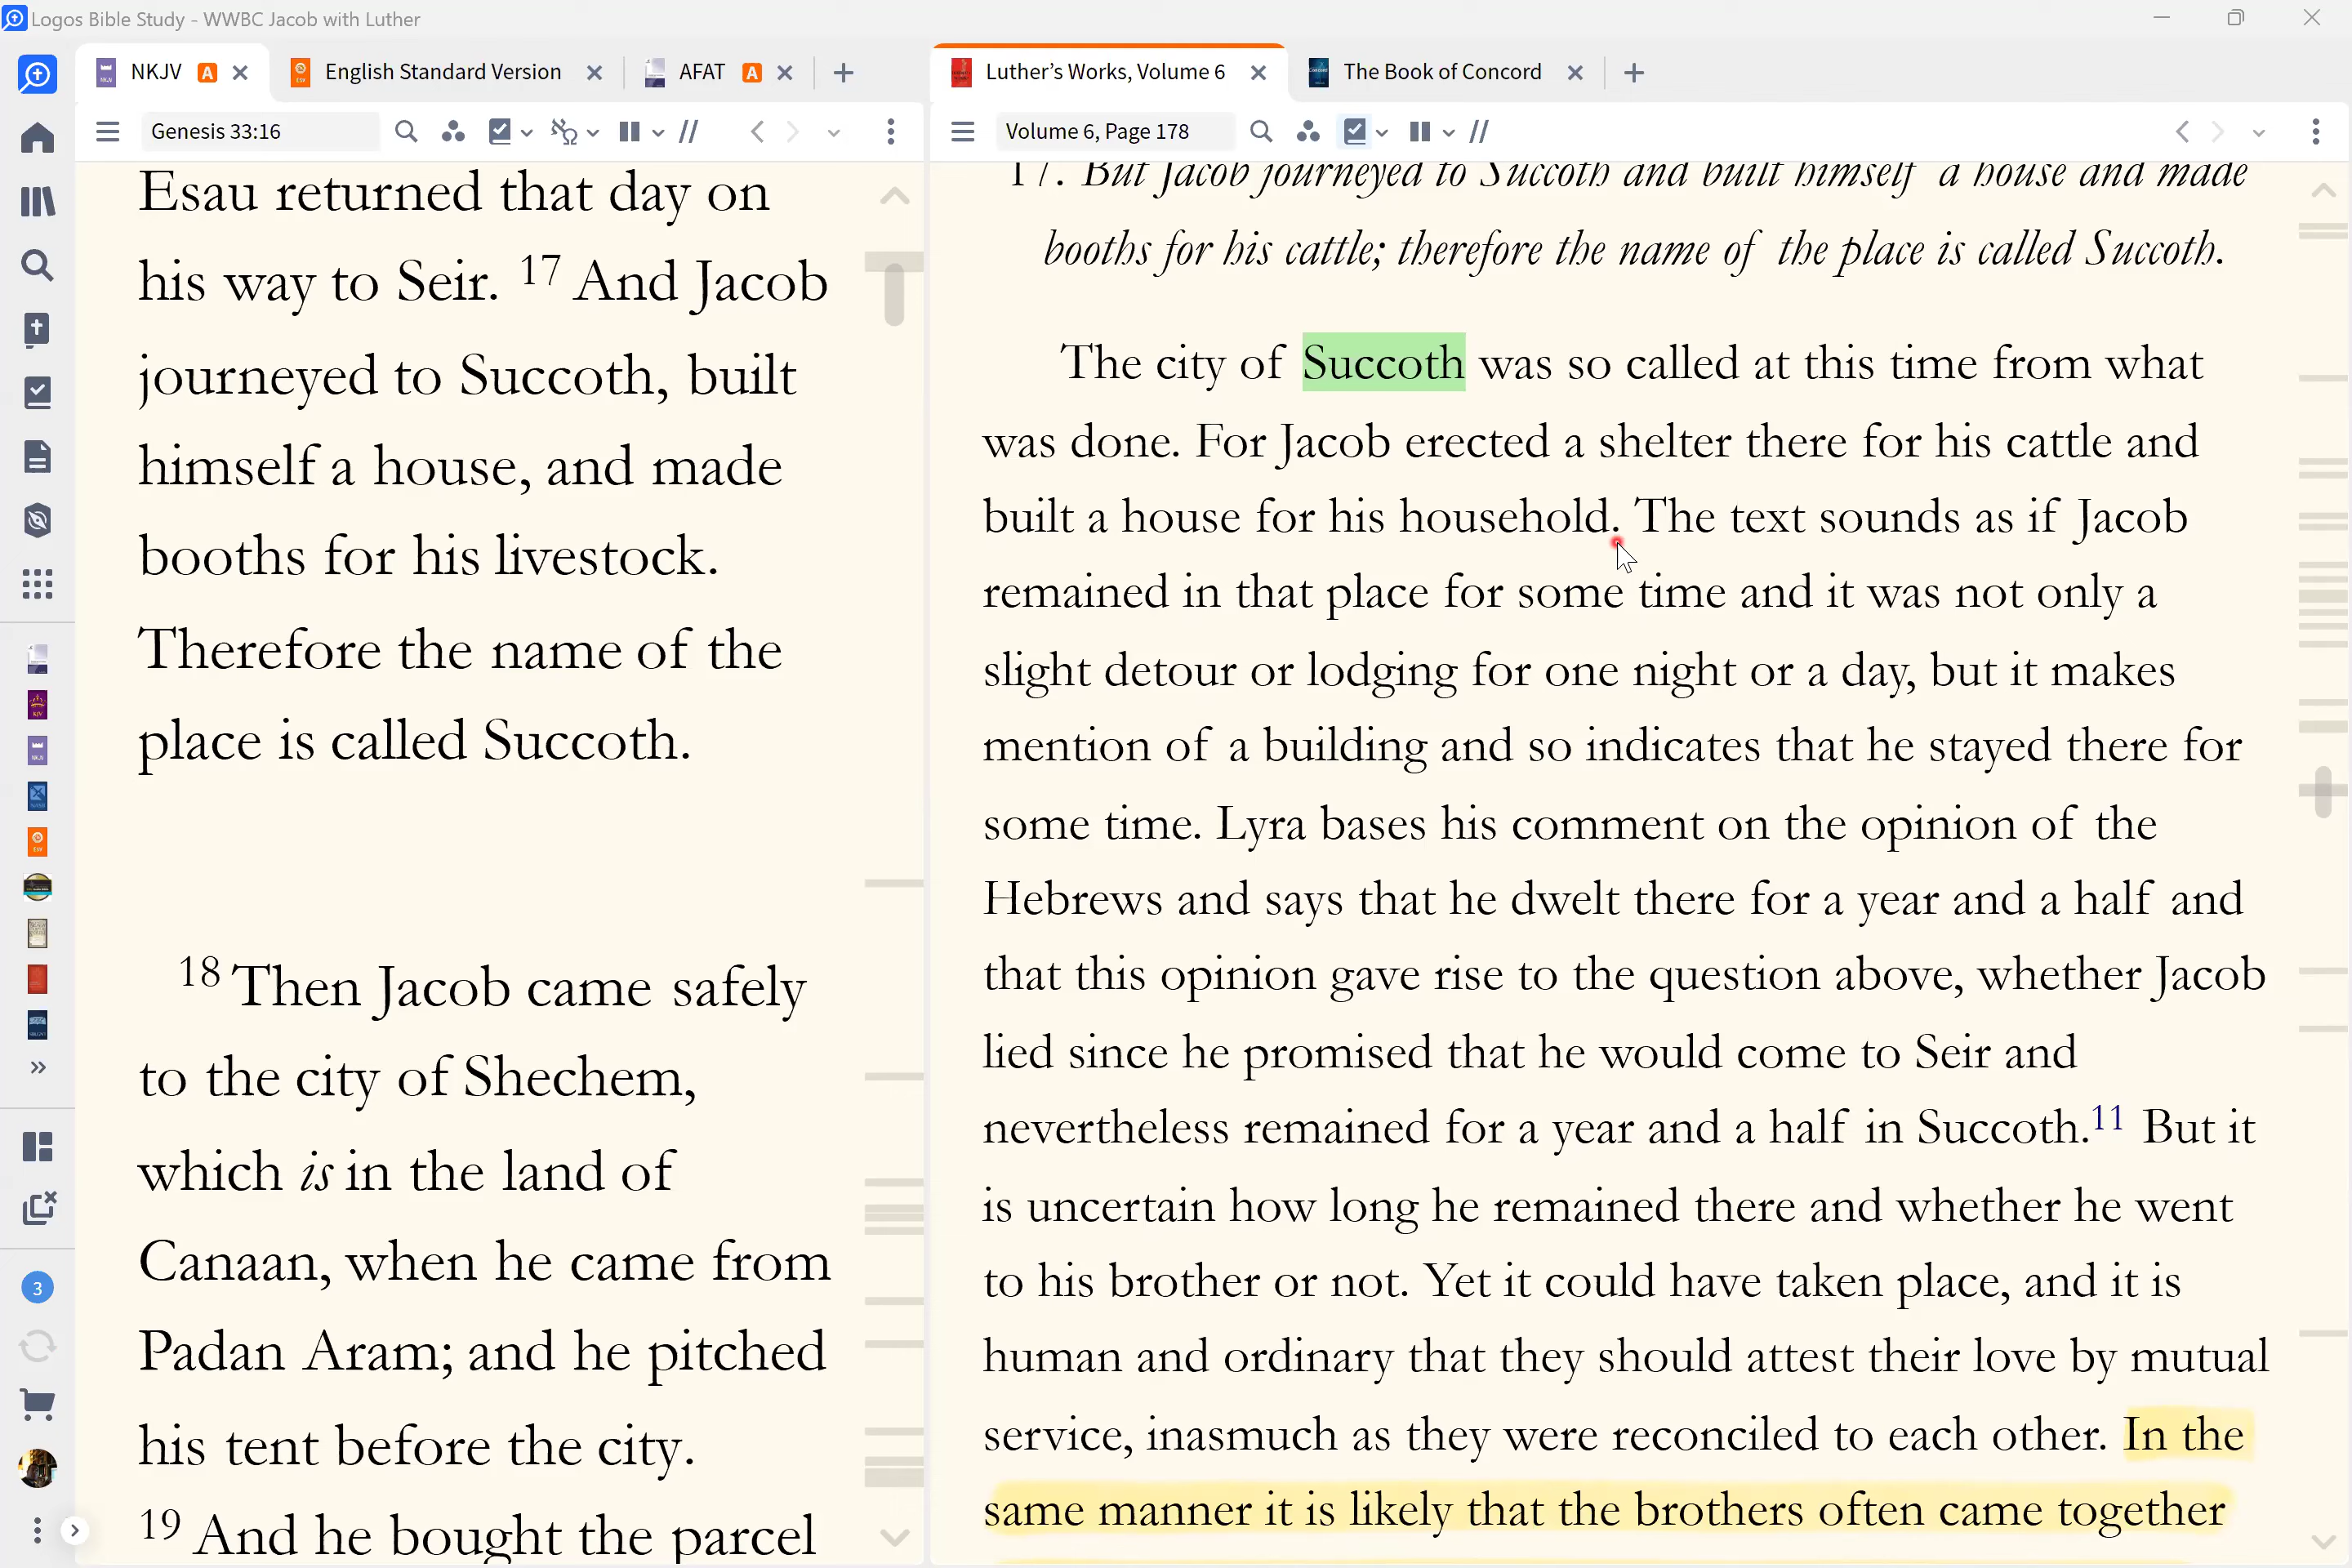 Logos Bible Study - WWBC Jacob with Luther
NKJV A
English Standard Version
AFAT A
Genesis 33:16
Esau returned that day on
his way to Seir. 17 And Jacob
journeyed to Succoth, built
himself a house, and made
booths for his livestock.
Therefore the name of the
place is called Succoth.
18 Then Jacob came safely
to the city of Shechem,
which is in the land of
Canaan, when he came from
Padan Aram; and he pitched
his tent before the city.
19 And he bought the parcel
3
Luther's Works, Volume 6
The Book of Concord
Volume 6, Page 178
17. But Jacob journeyed to Succoth and built himself a house and made
booths for his cattle; therefore the name of the place is called Succoth.
The city of Succoth was so called at this time from what
was done. For Jacob erected a shelter there for his cattle and
built a house for his household. The text sounds as if Jacob
remained in that place for some time and it was not only a
slight detour or lodging for one night or a day, but it makes
mention of a building and so indicates that he stayed there for
some time. Lyra bases his comment on the opinion of the
Hebrews and says that he dwelt there for a year and a half and
that this opinion gave rise to the question above, whether Jacob
lied since he promised that he would come to Seir and
nevertheless remained for a year and a half in Succoth.11 But it
is uncertain how long he remained there and whether he went
to his brother or not. Yet it could have taken place, and it is
human and ordinary that they should attest their love by mutual
service, inasmuch as they were reconciled to each other. In the
same manner it is likely that the brothers often came together